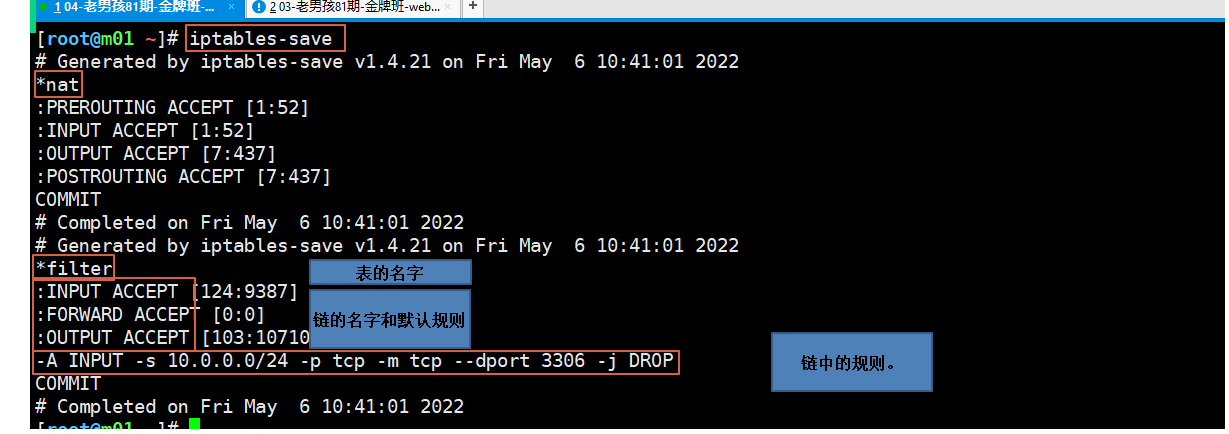 1 04-老男孩81期-金牌班-... × 2 03-老男孩81期-金牌班-web... × +
[root@m01 ~]# iptables-save
# Generated by iptables-save v1.4.21 on Fri May  6 10:41:01 2022
*nat
:PREROUTING ACCEPT [1:52]
:INPUT ACCEPT [1:52]
:OUTPUT ACCEPT [7:437]
:POSTROUTING ACCEPT [7:437]
COMMIT
# Completed on Fri May  6 10:41:01 2022
# Generated by iptables-save v1.4.21 on Fri May  6 10:41:01 2022
*filter
表的名字
:INPUT ACCEPT [124:9387]
:FORWARD ACCEPT [0:0]
链的名字和默认规则
:OUTPUT ACCEPT [103:10710
-A INPUT -s 10.0.0.0/24 -p tcp -m tcp --dport 3306 -j DROP
链中的规则。
COMMIT
# Completed on Fri May  6 10:41:01 2022
[root@m01 ~]#